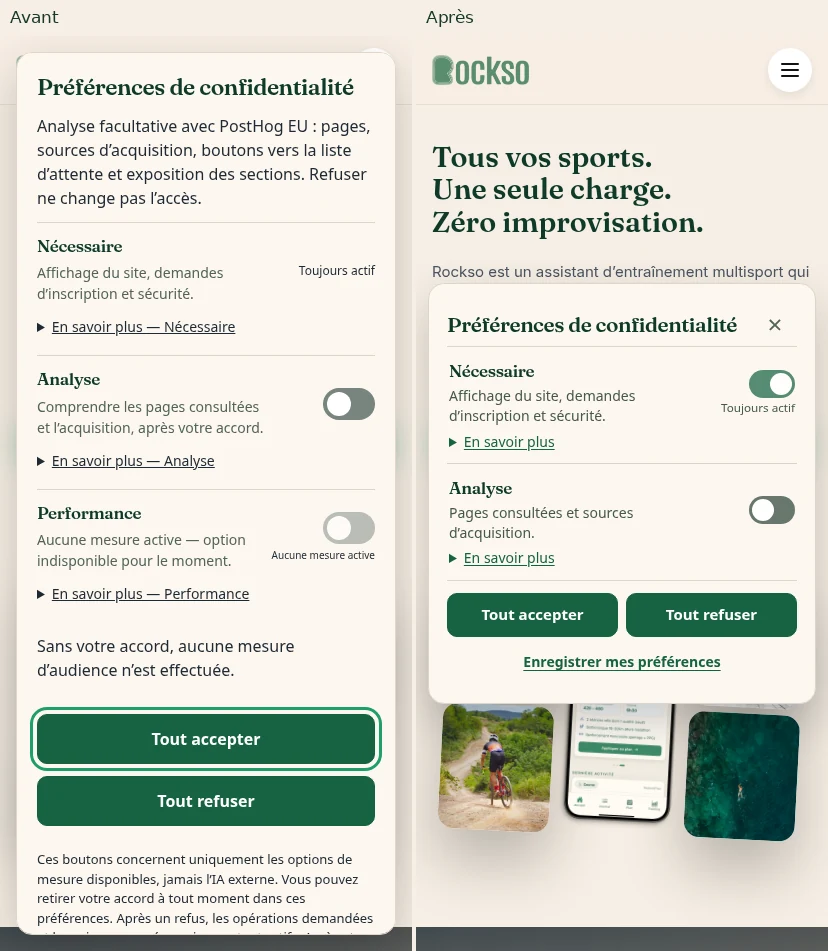 Avant
Préférences de confidentialité
Analyse facultative avec PostHog EU : pages,
sources d’acquisition, boutons vers la liste
d’attente et exposition des sections. Refuser
ne change pas l’accès.
Nécessaire
Affichage du site, demandes
d’inscription et sécurité.
Toujours actif
En savoir plus — Nécessaire
Analyse
Comprendre les pages consultées
et l’acquisition, après votre accord.
En savoir plus — Analyse
Performance
Aucune mesure active — option
indisponible pour le moment.
Aucune mesure active
En savoir plus — Performance
Sans votre accord, aucune mesure
d’audience n’est effectuée.
Tout accepter
Tout refuser
Ces boutons concernent uniquement les options de
mesure disponibles, jamais l’IA externe. Vous pouvez
retirer votre accord à tout moment dans ces
préférences. Après un refus, les opérations demandées
Après
Rockso
Tous vos sports.
Une seule charge.
Zéro improvisation.
Rockso est un assistant d’entraînement multisport qui
Préférences de confidentialité
Nécessaire
Affichage du site, demandes
d’inscription et sécurité.
Toujours actif
En savoir plus
Analyse
Pages consultées et sources
d’acquisition.
En savoir plus
Tout accepter
Tout refuser
Enregistrer mes préférences